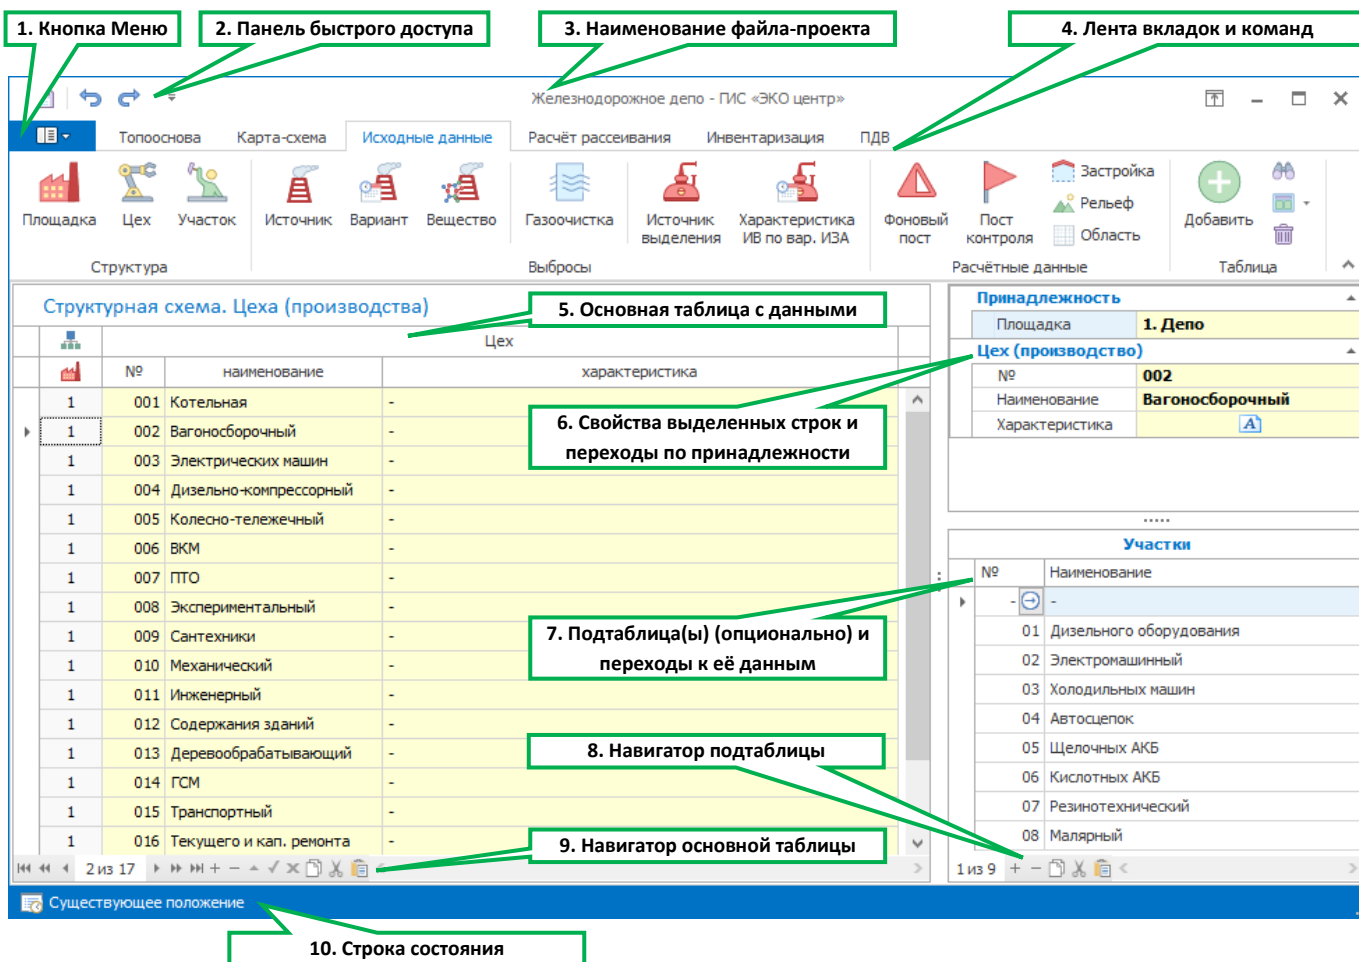 1. Кнопка Меню
2. Панель быстрого доступа
3. Наименование файла-проекта
4. Лента вкладок и команд
Железнодорожное депо - ГИС «ЭКО центр»
Топооснова
Карта-схема
Исходные данные
Расчёт рассеивания
Инвентаризация
ПДВ
Площадка
Цех
Участок
Источник
Вариант
Вещество
Газоочистка
Источник
выделения
Характеристика
ИВ по вар. ИЗА
Фоновый
пост
Пост
контроля
Застройка
Рельеф
Область
Добавить
Структура
Выбросы
Расчётные данные
Таблица
Структурная схема. Цеха (производства)
5. Основная таблица с данными
Цех
№ наименование характеристика
1 001 Котельная -
1 002 Вагоносборочный -
1 003 Электрических машин -
1 004 Дизельно-компрессорный -
1 005 Колесно-тележечный -
1 006 ВКМ -
1 007 ПТО -
1 008 Экспериментальный -
1 009 Сантехники -
1 010 Механический -
1 011 Инженерный -
1 012 Содержания зданий -
1 013 Деревообрабатывающий -
1 014 ГСМ -
1 015 Транспортный -
1 016 Текущего и кап. ремонта -
2 из 17
6. Свойства выделенных строк и
переходы по принадлежности
7. Подтаблица(ы) (опционально) и
переходы к её данным
8. Навигатор подтаблицы
9. Навигатор основной таблицы
Принадлежность
Площадка 1. Депо
Цех (производство)
№ 002
Наименование Вагоносборочный
Характеристика A
Участки
№ Наименование
- -
01 Дизельного оборудования
02 Электромашинный
03 Холодильных машин
04 Автосцепок
05 Щелочных АКБ
06 Кислотных АКБ
07 Резинотехнический
08 Малярный
1 из 9
Существующее положение
10. Строка состояния